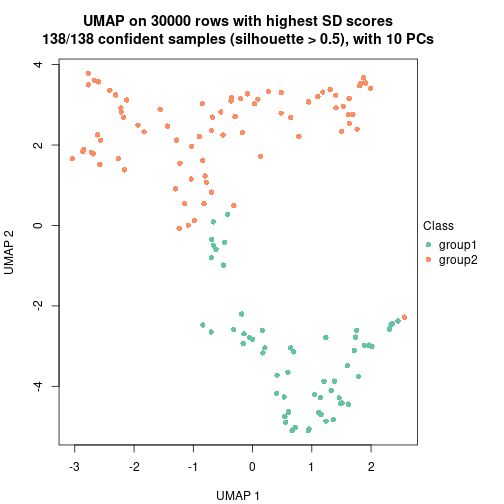 UMAP on 30000 rows with highest SD scores
138/138 confident samples (silhouette > 0.5), with 10 PCs
4
2
0
-2
-4
UMAP 2
-3
-2
-1
0
1
2
UMAP 1
Class
group1
group2